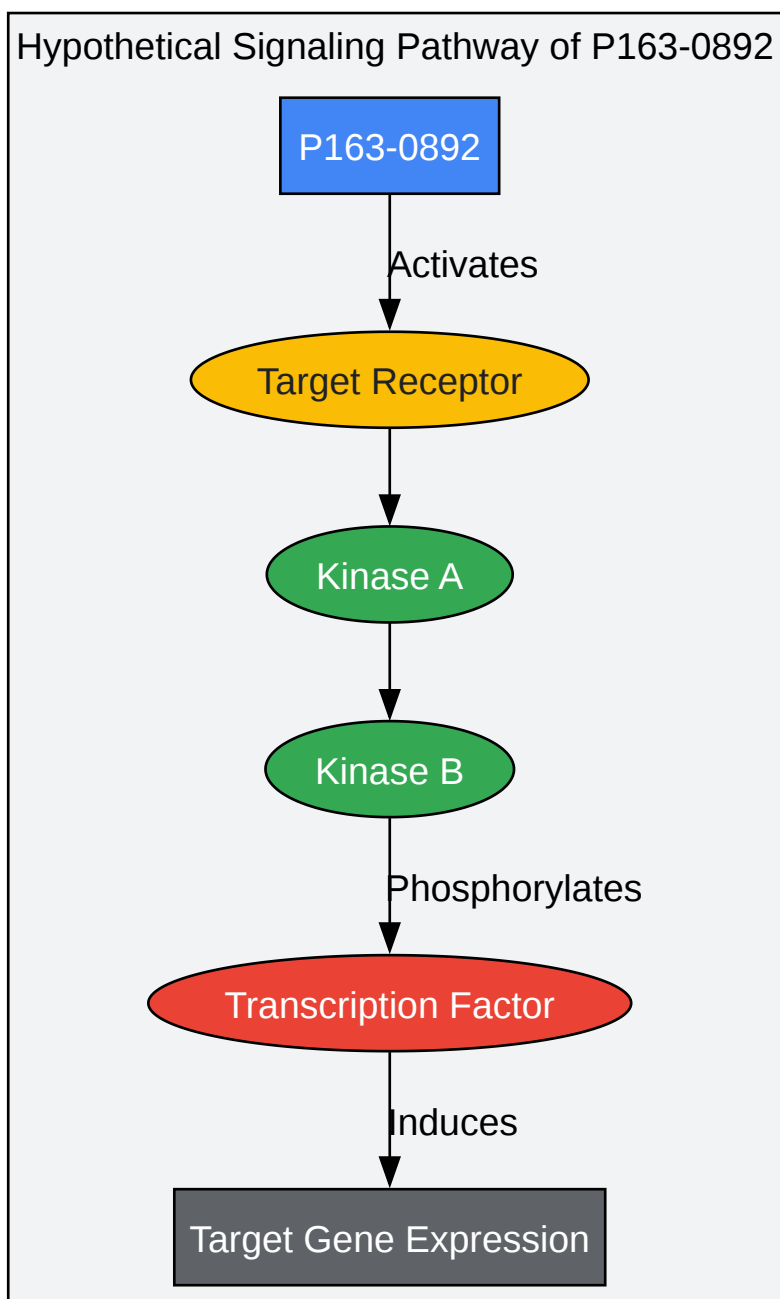 Hypothetical Signaling Pathway of P163-0892
P163-0892
Activates
Target Receptor
Kinase A
Kinase B
Phosphorylates
Transcription Factor
Induces
Target Gene Expression